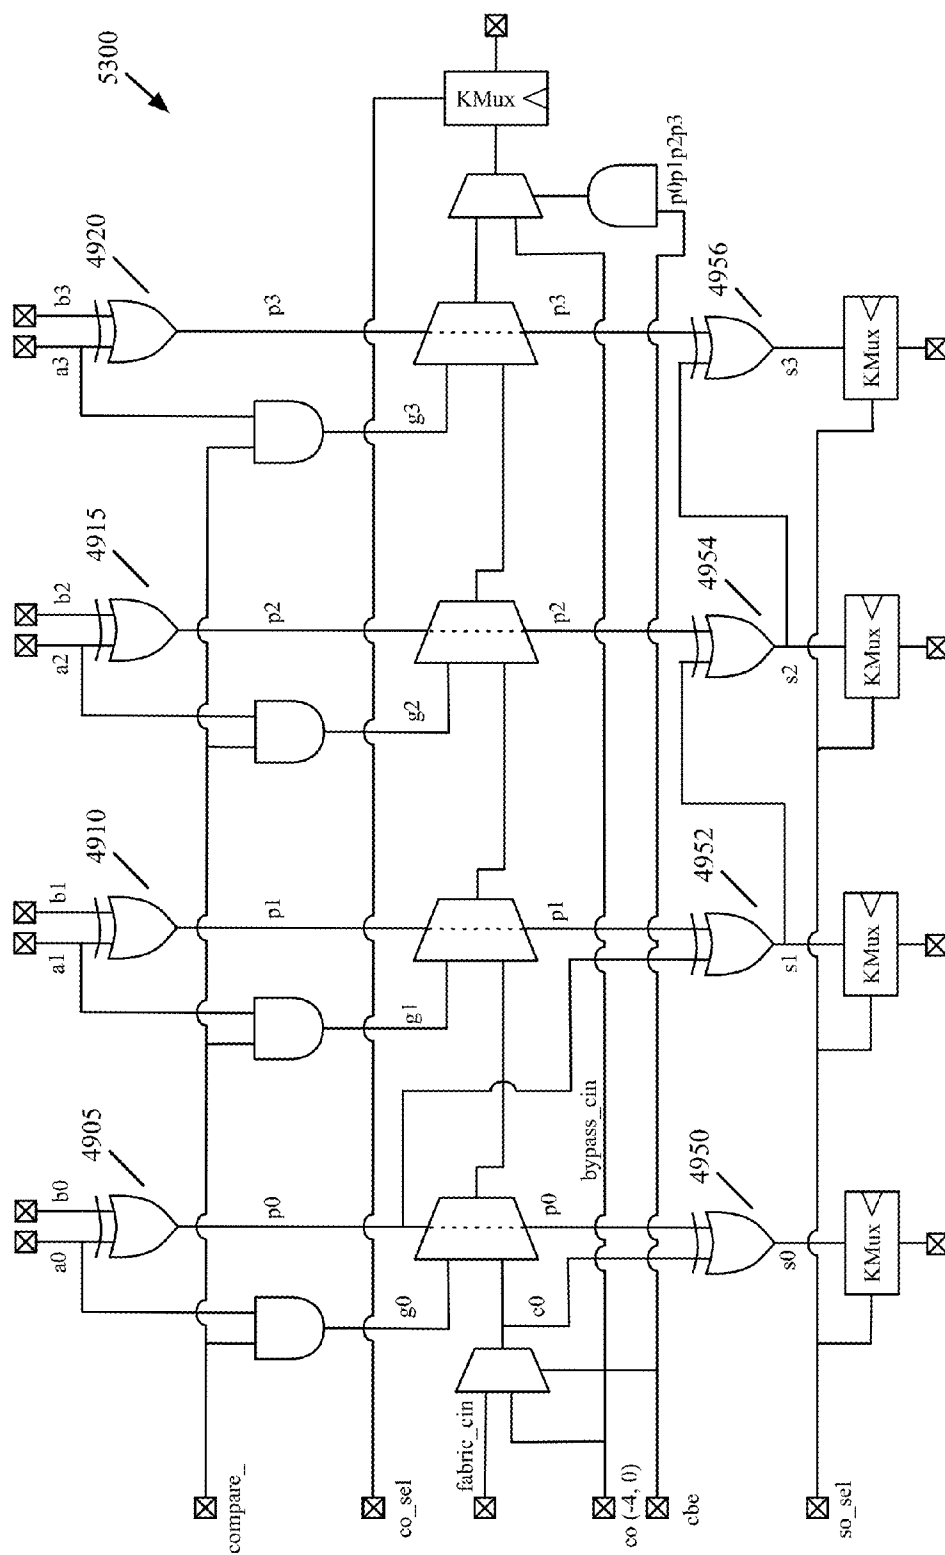 5300
KMux
p0p1p2p3
4920
b3
a3
p3
g3
p3
4956
s3
KMux
4915
b2
a2
p2
g2
p2
4954
s2
KMux
4910
b1
a1
p1
g1
p1
4952
s1
KMux
4905
b0
a0
p0
g0
c0
p0
bypass_cin
4950
s0
KMux
compare_
co_sel
fabric_cin
co (-4, 0)
cbe
so_sel